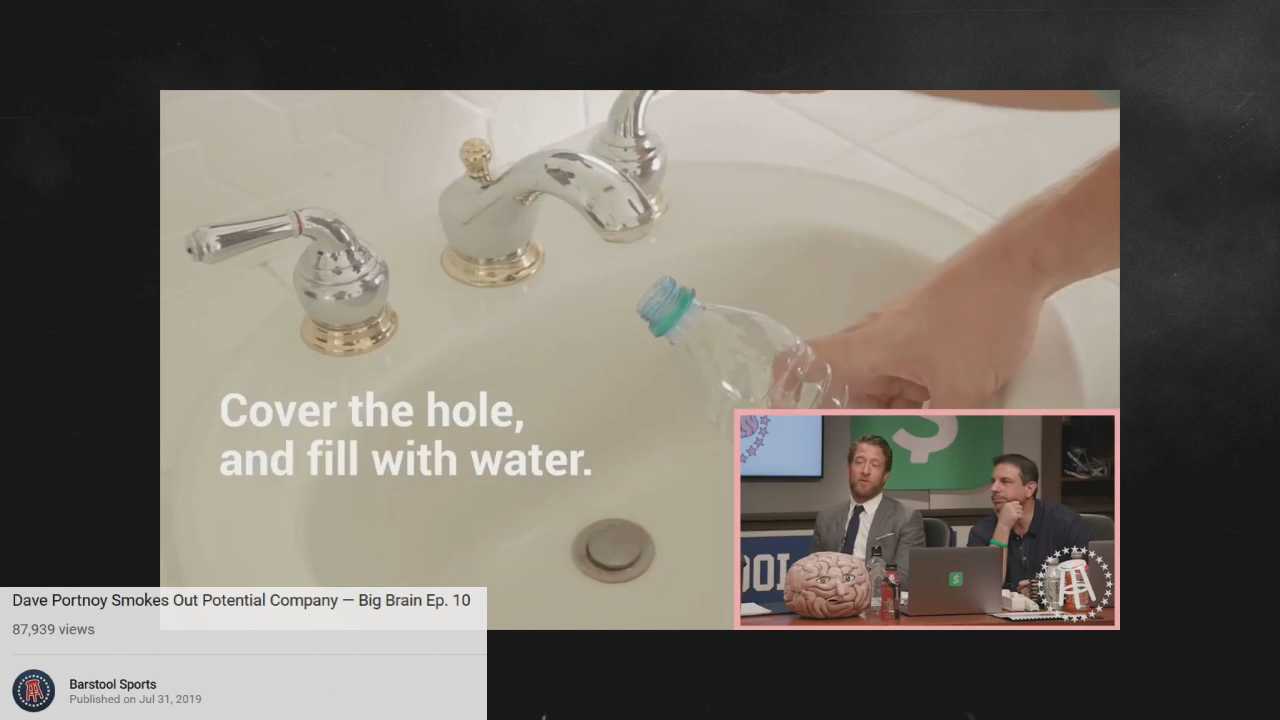 Cover the hole,
and fill with water.
$
OOL
$
Dave Portnoy Smokes Out Potential Company — Big Brain Ep. 10
87,939 views
Barstool Sports
Published on Jul 31, 2019